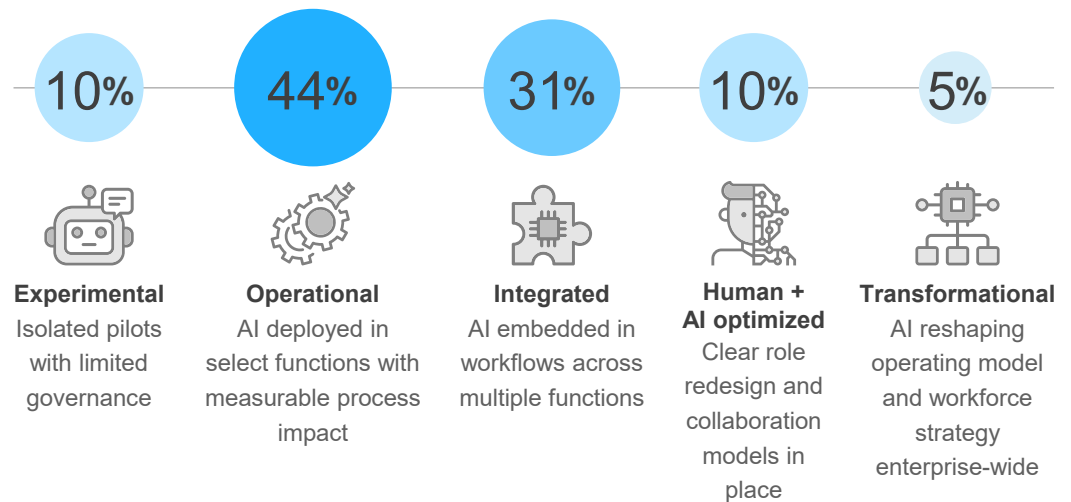 10%
44%
31%
10%
5%
Experimental
Isolated pilots
with limited
governance
Operational
AI deployed in
select functions with
measurable process
impact
Integrated
AI embedded in
workflows across
multiple functions
Human +
AI optimized
Clear role
redesign and
collaboration
models in
place
Transformational
AI reshaping
operating model
and workforce
strategy
enterprise-wide